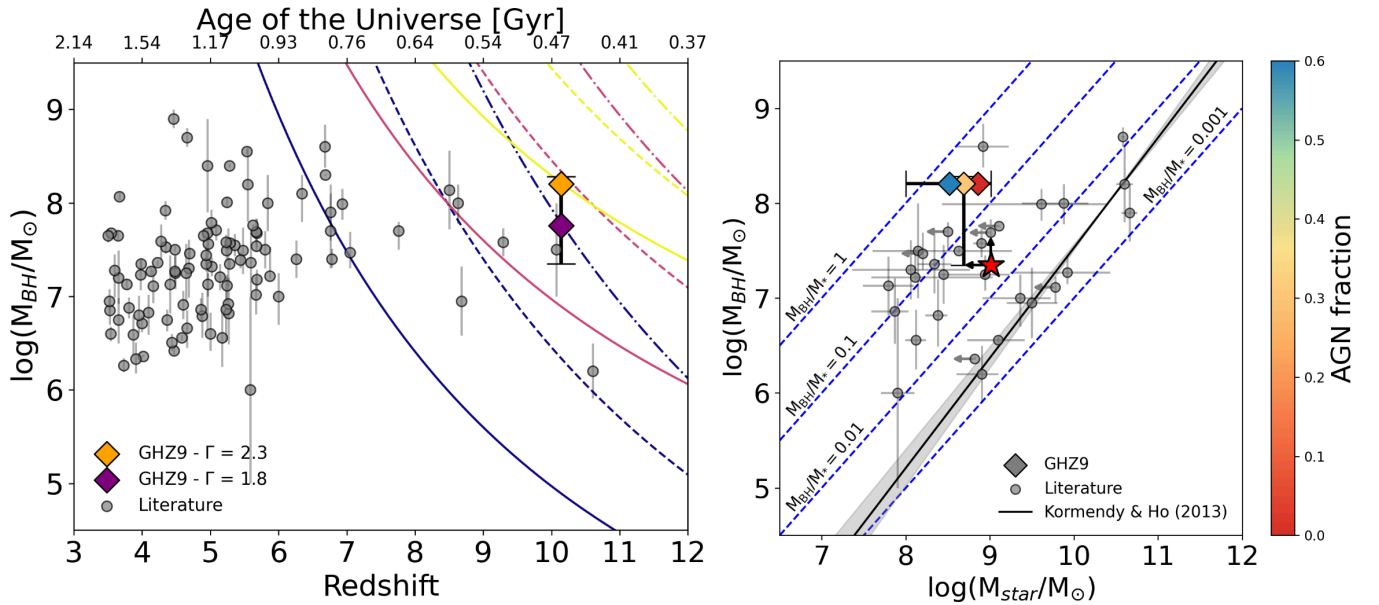 Age of the Universe [Gyr]
2.14 1.54 1.17 0.93 0.76 0.64 0.54 0.47 0.41 0.37
log(M_BH/M_⊙)
9
8
7
6
5
GHZ9 - Γ = 2.3
GHZ9 - Γ = 1.8
Literature
3 4 5 6 7 8 9 10 11 12
Redshift
log(M_BH/M_⊙)
9
8
7
6
5
M_BH/M_* = 1
M_BH/M_* = 0.1
M_BH/M_* = 0.01
M_BH/M_* = 0.001
GHZ9
Literature
Kormendy & Ho (2013)
7 8 9 10 11 12
log(M_star/M_⊙)
0.6
0.5
0.4
0.3
0.2
0.1
0.0
AGN fraction